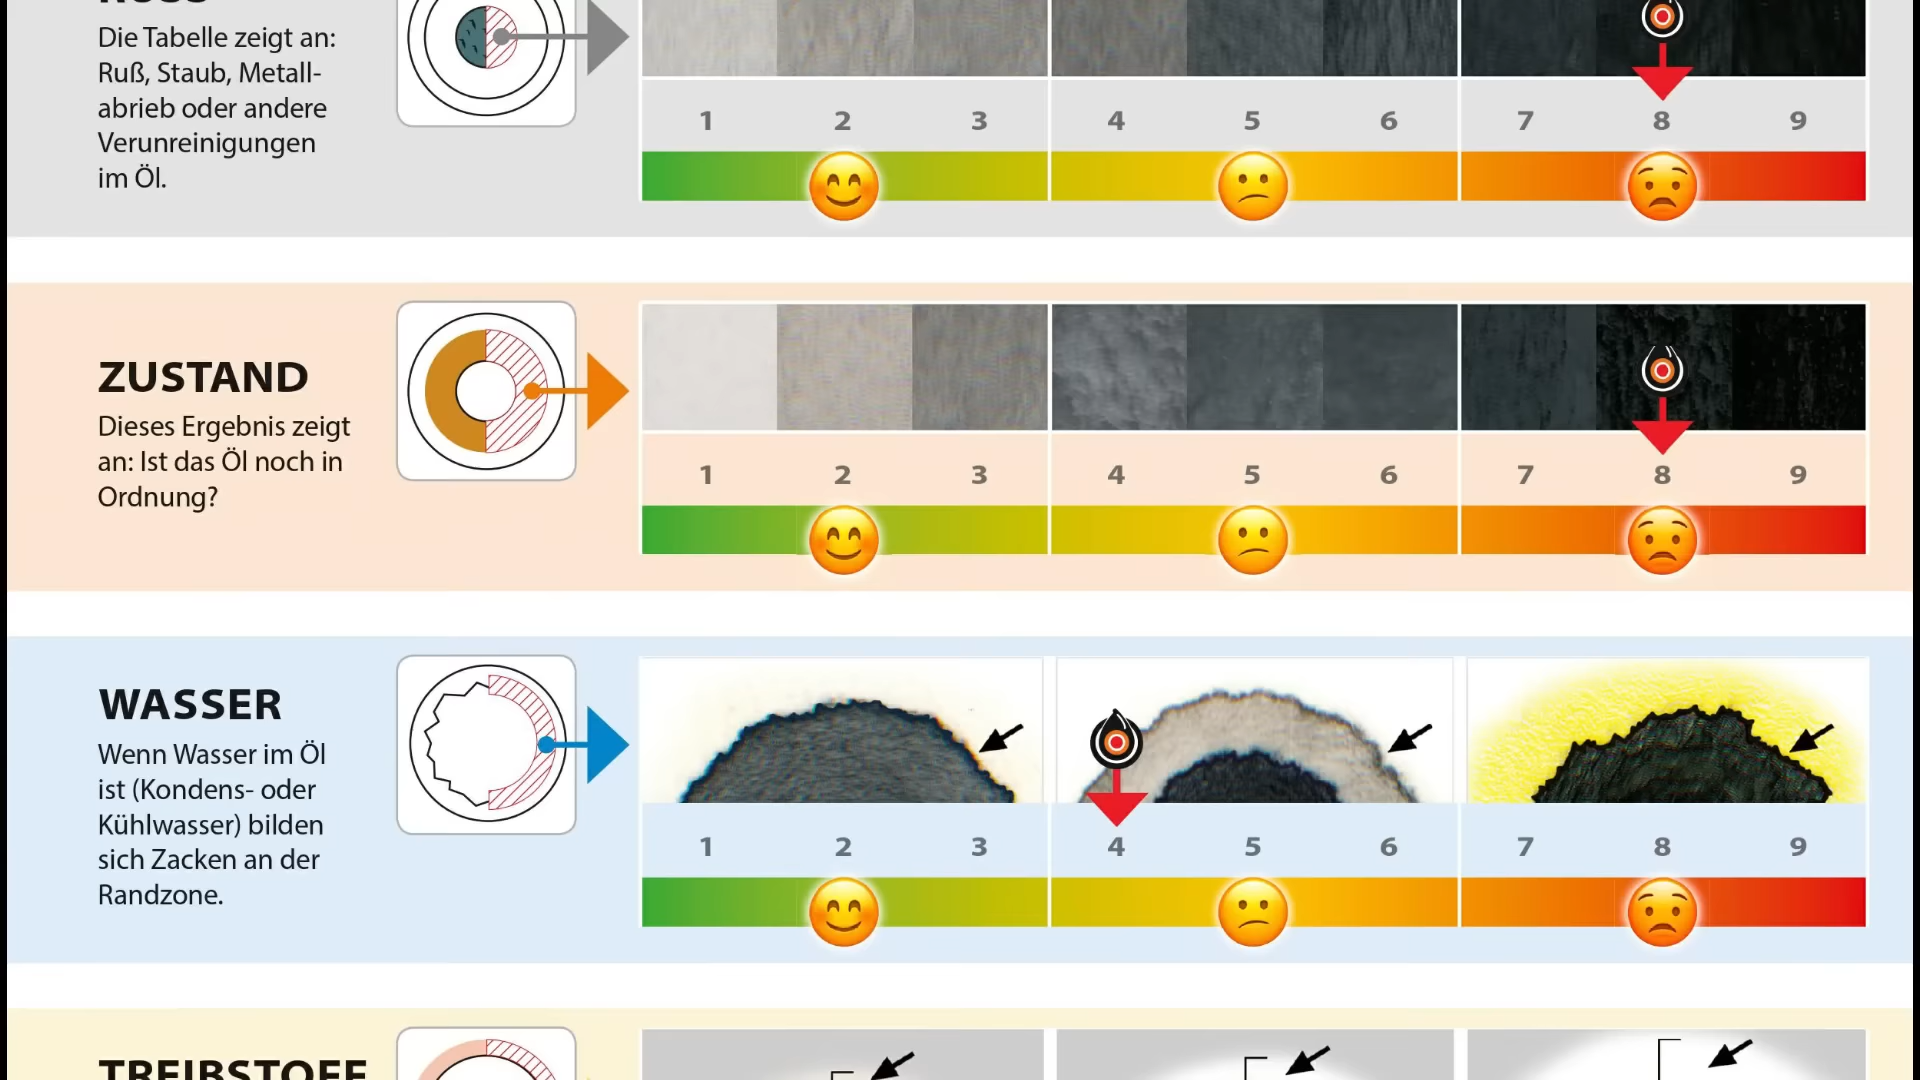 RUSS
Die Tabelle zeigt an:
Ruß, Staub, Metall-
abrieb oder andere
Verunreinigungen
im Öl.
1 2 3 4 5 6 7 8 9
ZUSTAND
Dieses Ergebnis zeigt
an: Ist das Öl noch in
Ordnung?
1 2 3 4 5 6 7 8 9
WASSER
Wenn Wasser im Öl
ist (Kondens- oder
Kühlwasser) bilden
sich Zacken an der
Randzone.
1 2 3 4 5 6 7 8 9
TREIBSTOFF